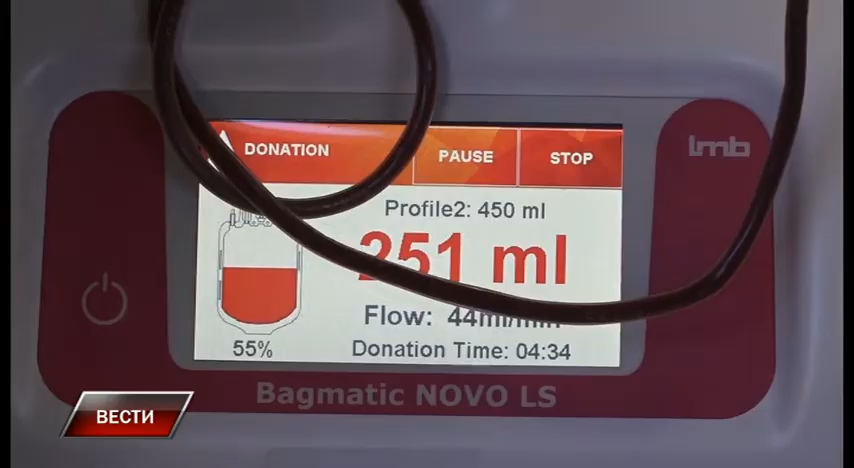 DONATION
PAUSE
STOP
lmb
Profile2: 450 ml
251 ml
Flow: 44ml/min
55%
Donation Time: 04:34
Bagmatic NOVO LS
ВЕСТИ